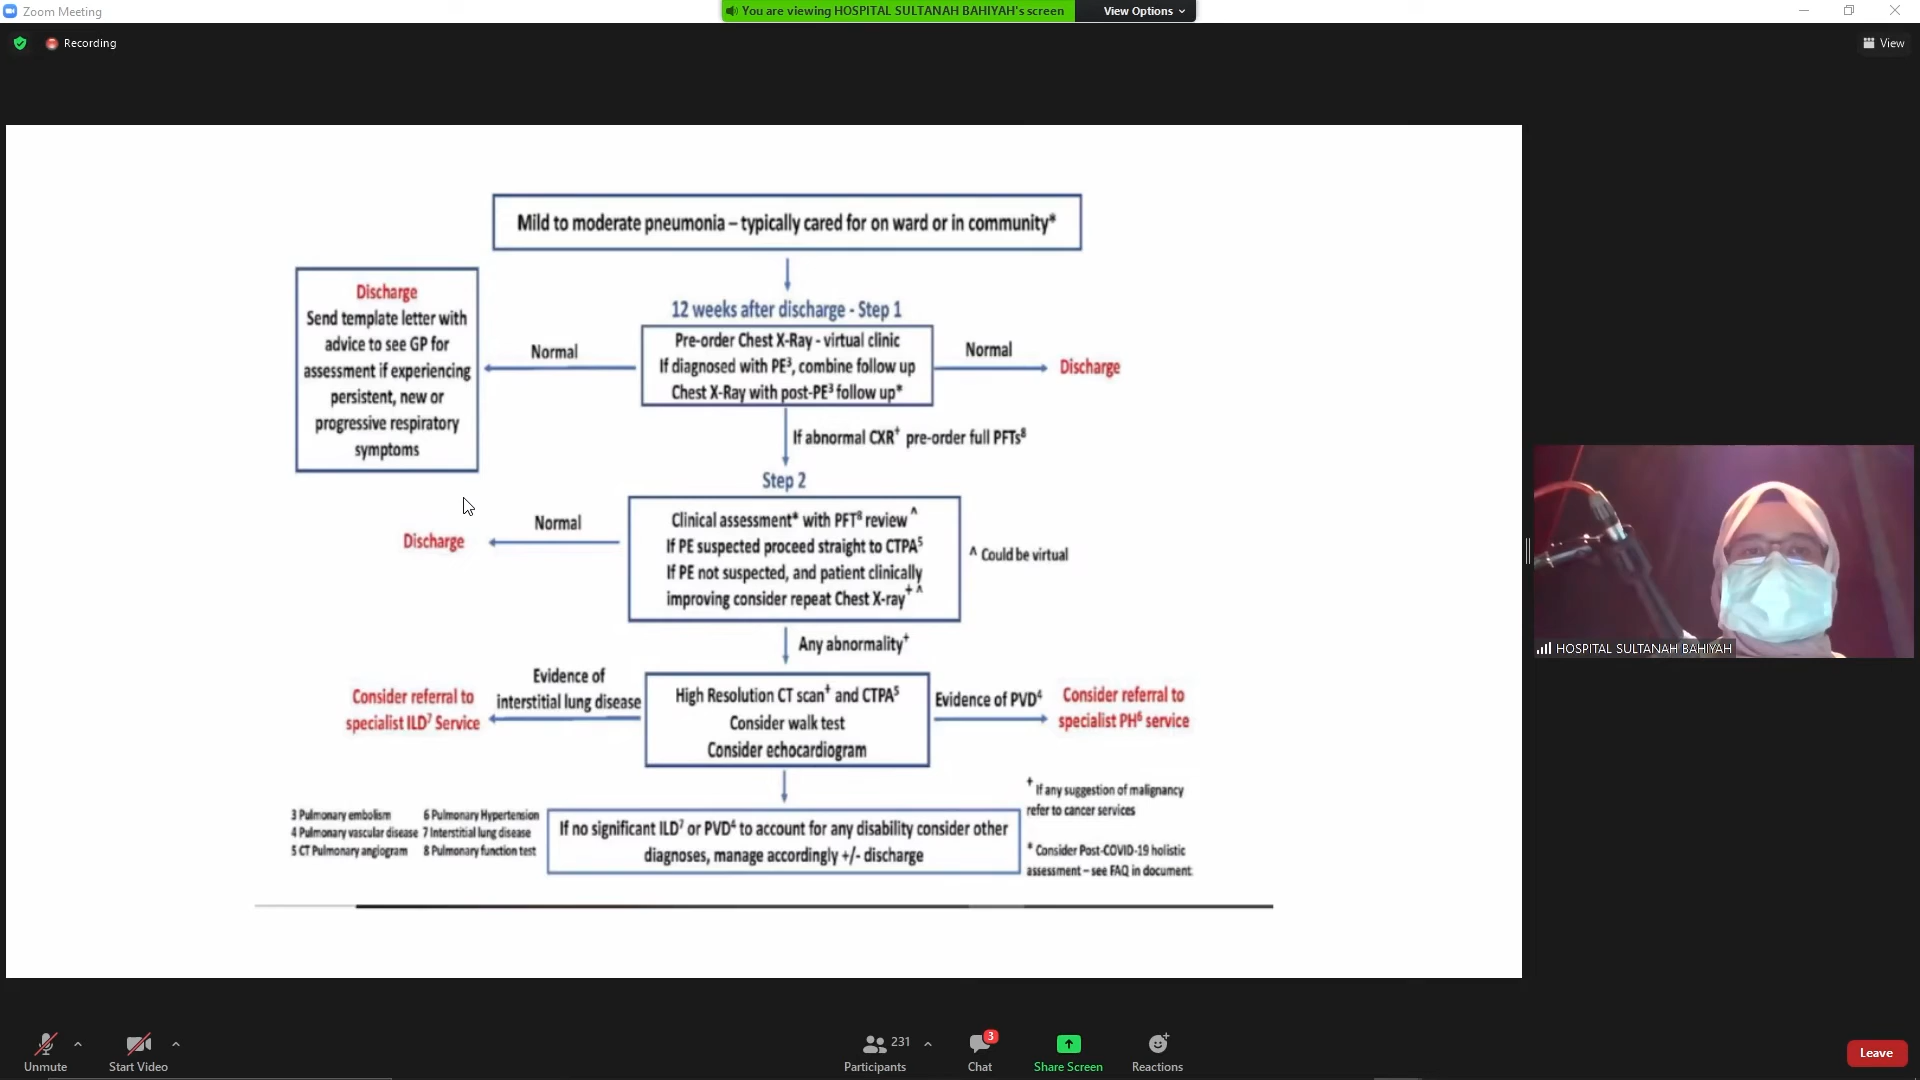 Zoom Meeting
You are viewing HOSPITAL SULTANAH BAHIYAH's screen
View Options
Recording
View
Mild to moderate pneumonia – typically cared for on ward or in community*
12 weeks after discharge - Step 1
Pre-order Chest X-Ray - virtual clinic
If diagnosed with PE³, combine follow up
Chest X-Ray with post-PE³ follow up*
Normal
Discharge
Send template letter with
advice to see GP for
assessment if experiencing
persistent, new or
progressive respiratory
symptoms
Normal
Discharge
If abnormal CXR⁺ pre-order full PFTs⁸
Step 2
Clinical assessment* with PFT⁸ review ^
If PE suspected proceed straight to CTPA⁵
If PE not suspected, and patient clinically
improving consider repeat Chest X-ray⁺ ^
Normal
Discharge
^ Could be virtual
Any abnormality⁺
High Resolution CT scan⁺ and CTPA⁵
Consider walk test
Consider echocardiogram
Evidence of
interstitial lung disease
Consider referral to
specialist ILD⁷ Service
Evidence of PVD⁴
Consider referral to
specialist PH⁶ service
If no significant ILD⁷ or PVD⁴ to account for any disability consider other
diagnoses, manage accordingly +/- discharge
3 Pulmonary embolism
4 Pulmonary vascular disease
5 CT Pulmonary angiogram
6 Pulmonary Hypertension
7 Interstitial lung disease
8 Pulmonary function test
⁺ If any suggestion of malignancy
refer to cancer services
* Consider Post-COVID-19 holistic
assessment – see FAQ in document
HOSPITAL SULTANAH BAHIYAH
Unmute
Start Video
231
Participants
3
Chat
Share Screen
Reactions
Leave